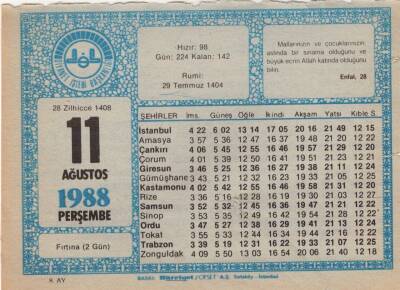 Hızır: 98
Gün: 224 Kalan: 142
Rumi:
29 Temmuz 1404
Mallarınızın ve çocuklarınızın,
aslında bir sınama olduğunu ve
büyük ecrin Allah katında olduğunu
bilin.
Enfal, 28
28 Zilhicce 1408
11
AĞUSTOS
1988
PERŞEMBE
Fırtına (2 Gün)
ŞEHİRLER İms. Güneş Öğle İkindi Akşam Yatsı Kıble S.
İstanbul 4 22 6 02 13 14 17 05 20 16 21 49 12 15
Amasya 3 57 5 36 12 47 16 37 19 48 21 20 12 22
Çankırı 4 06 5 45 12 55 16 46 19 57 21 29 12 20
Çorum 4 01 5 39 12 50 16 41 19 51 21 23 12 21
Giresun 3 46 5 25 12 36 16 27 19 38 21 11 12 24
Gümüşhane 3 43 5 21 12 32 16 23 19 33 21 05 12 25
Kastamonu 4 02 5 42 12 55 16 46 19 58 21 31 12 20
Rize 3 36 5 16 12 28 16 19 19 30 21 03 12 27
Samsun 3 52 5 32 12 45 16 36 19 47 21 21 12 22
Sinop 3 53 5 35 12 49 16 41 19 53 21 28 12 22
Ordu 3 47 5 27 12 38 16 29 19 41 21 13 12 24
Tokat 3 55 5 34 12 44 16 34 19 45 21 16 12 23
Trabzon 3 39 5 19 12 31 16 22 19 33 21 07 12 25
Zonguldak 4 09 5 50 13 03 16 54 20 06 21 40 12 18
8. AY
BASKI: Hürriyet OFSET A.Ş.